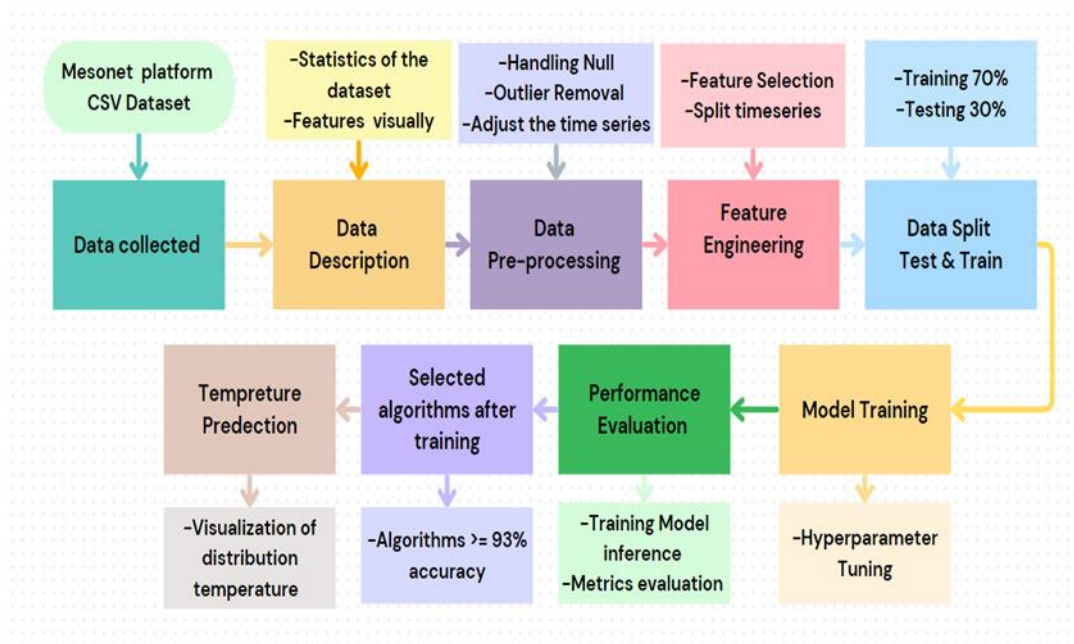 Mesonet platform
CSV Dataset
-Statistics of the
dataset
-Features visually
-Handling Null
-Outlier Removal
-Adjust the time series
-Feature Selection
-Split timeseries
-Training 70%
-Testing 30%
Data collected
Data
Description
Data
Pre-processing
Feature
Engineering
Data Split
Test & Train
Model Training
Performance
Evaluation
Selected
algorithms after
training
Tempreture
Predection
-Hyperparameter
Tuning
-Training Model
inference
-Metrics evaluation
-Algorithms >= 93%
accuracy
-Visualization of
distribution
temperature